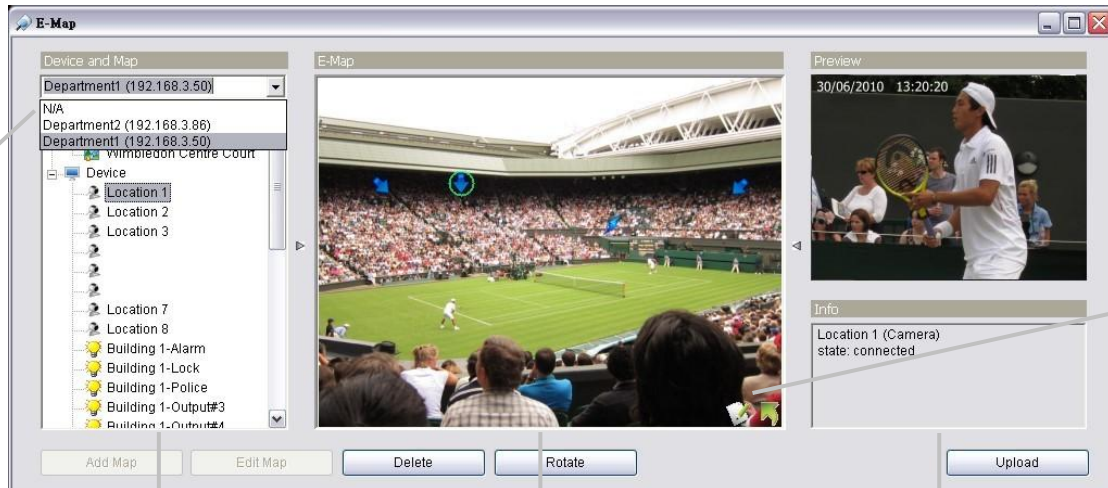 E-Map
Device and Map
Department1 (192.168.3.50)
N/A
Department2 (192.168.3.86)
Department1 (192.168.3.50)
Wimbledon Centre Court
Device
Location 1
Location 2
Location 3
Location 7
Location 8
Building 1-Alarm
Building 1-Lock
Building 1-Police
Building 1-Output#3
Building 1-Output#4
E-Map
Preview
30/06/2010 13:20:20
Info
Location 1 (Camera)
state: connected
Add Map
Edit Map
Delete
Rotate
Upload